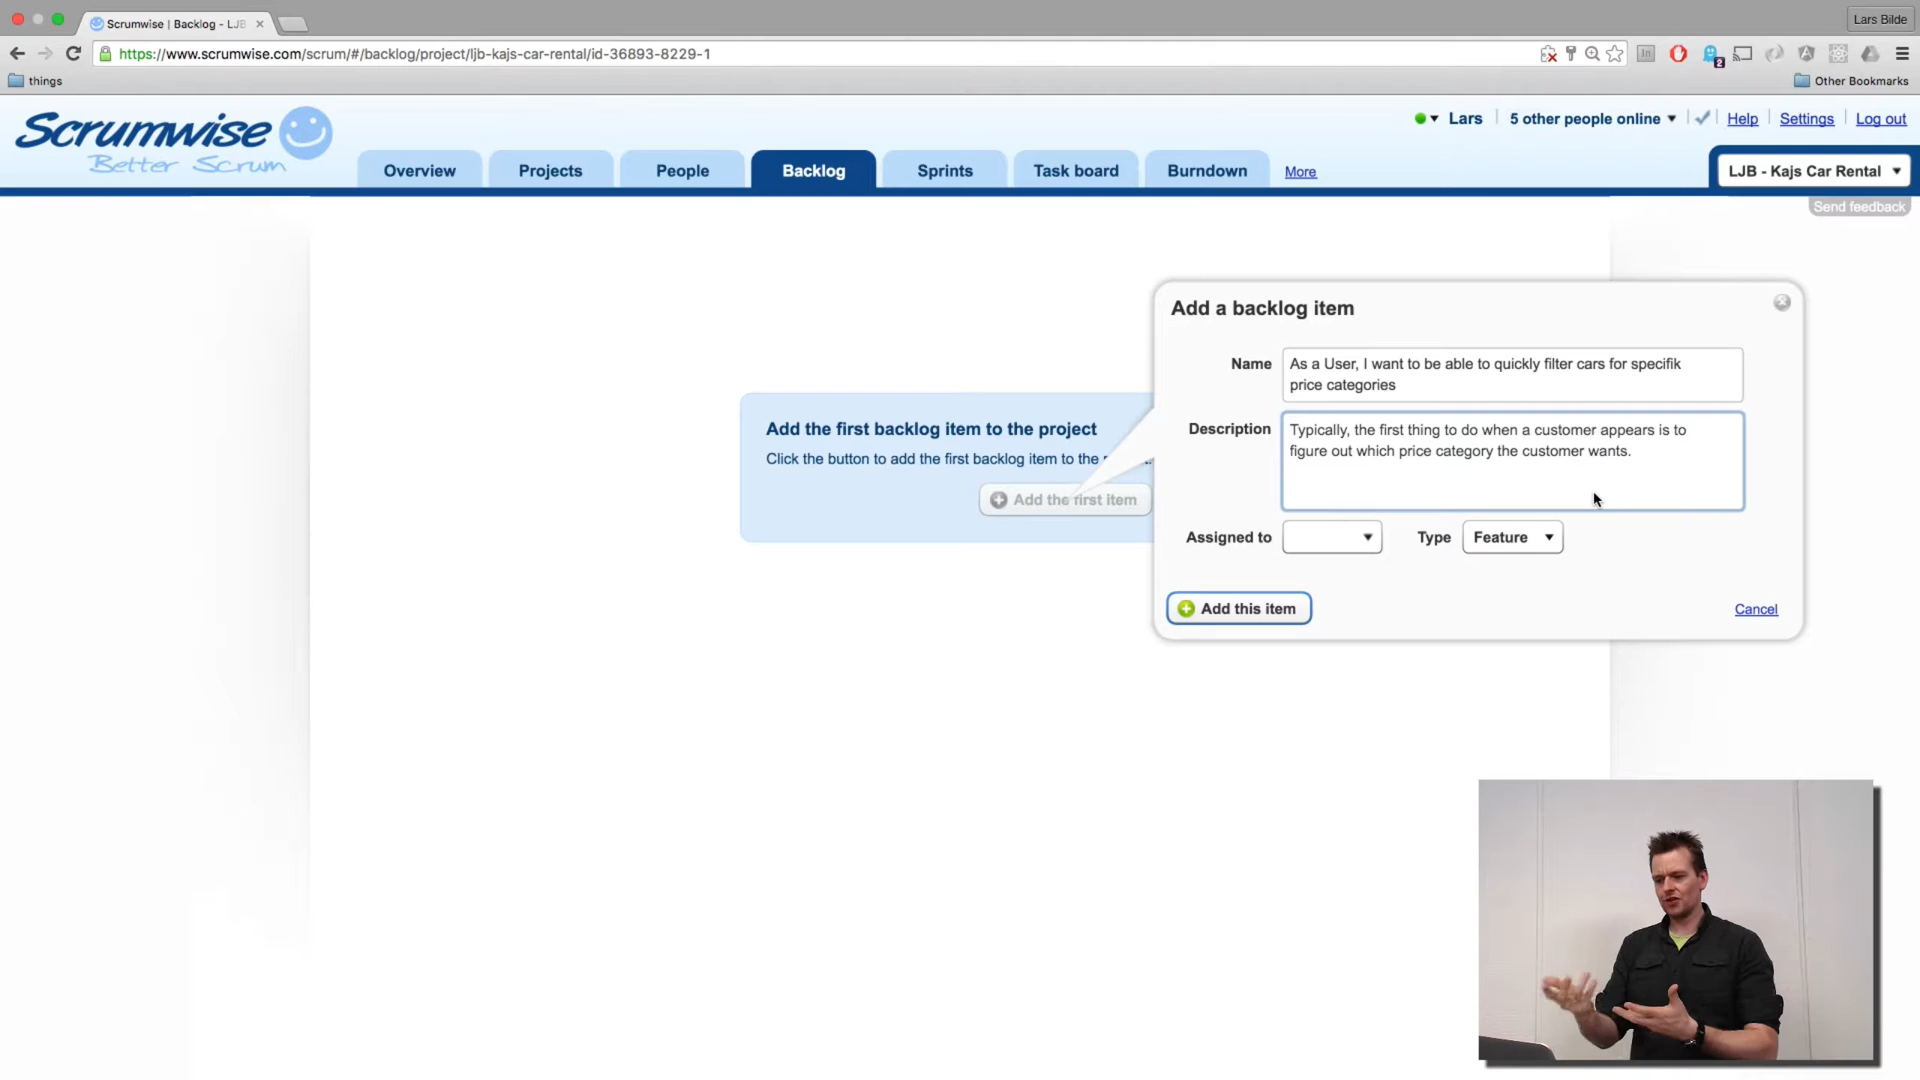 Scrumwise | Backlog - LJB
Lars Bilde
https://www.scrumwise.com/scrum/#/backlog/project/ljb-kajs-car-rental/id-36893-8229-1
2
things
Other Bookmarks
Scrumwise
Better Scrum
Lars
5 other people online
Help
Settings
Log out
Overview
Projects
People
Backlog
Sprints
Task board
Burndown
More
LJB - Kajs Car Rental
Send feedback
Add a backlog item
Name
As a User, I want to be able to quickly filter cars for specifik
price categories
Add the first backlog item to the project
Click the button to add the first backlog item to the
Add the first item
Description
Typically, the first thing to do when a customer appears is to
figure out which price category the customer wants.
Assigned to
Type
Feature
Add this item
Cancel